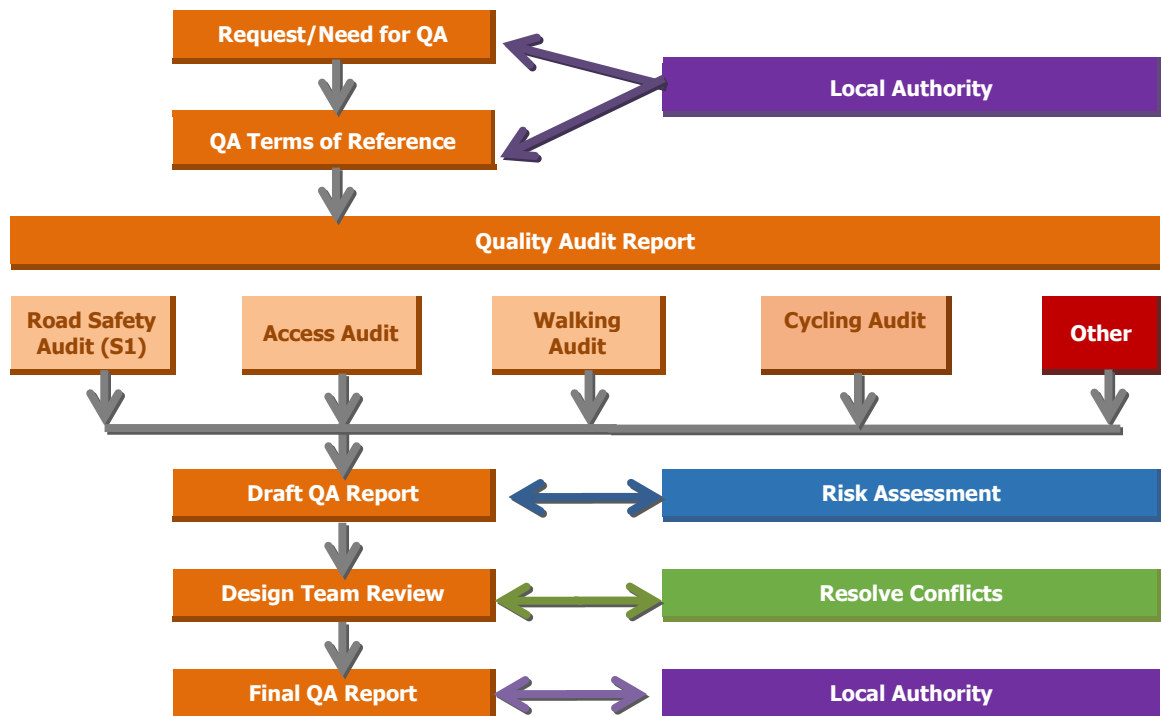 Request/Need for QA
Local Authority
QA Terms of Reference
Quality Audit Report
Road Safety
Audit (S1)
Access Audit
Walking
Audit
Cycling Audit
Other
Draft QA Report
Risk Assessment
Design Team Review
Resolve Conflicts
Final QA Report
Local Authority